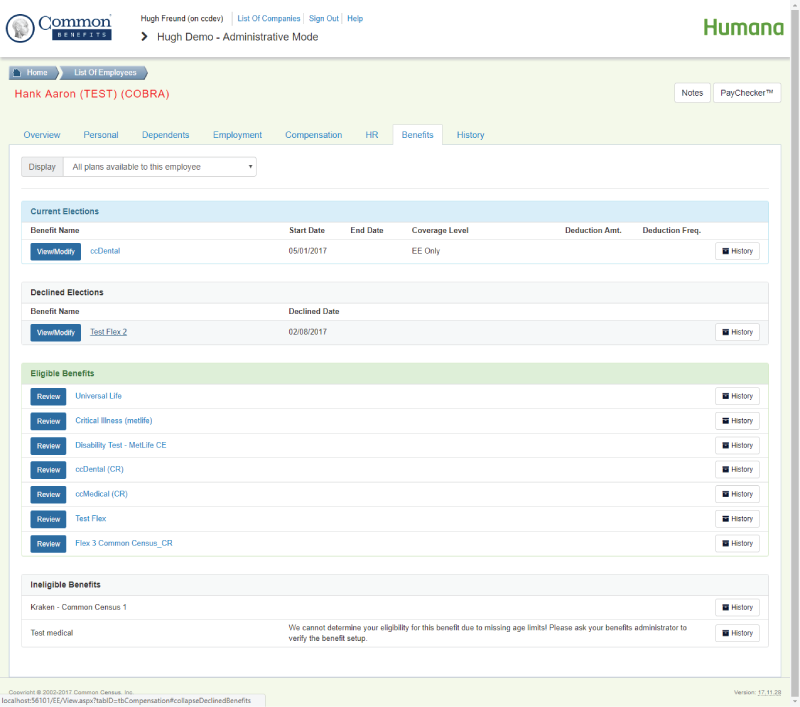 Common BENEFITS
Hugh Freund (on ccdev) List Of Companies Sign Out Help
Hugh Demo - Administrative Mode
Humana
Home List Of Employees
Hank Aaron (TEST) (COBRA)
Notes PayChecker™
Overview Personal Dependents Employment Compensation HR Benefits History
Display All plans available to this employee
Current Elections
Benefit Name Start Date End Date Coverage Level Deduction Amt. Deduction Freq.
View/Modify ccDental 05/01/2017 EE Only History
Declined Elections
Benefit Name Declined Date
View/Modify Test Flex 2 02/08/2017 History
Eligible Benefits
Review Universal Life History
Review Critical Illness (metlife) History
Review Disability Test - MetLife CE History
Review ccDental (CR) History
Review ccMedical (CR) History
Review Test Flex History
Review Flex 3 Common Census_CR History
Ineligible Benefits
Kraken - Common Census 1 History
Test medical We cannot determine your eligibility for this benefit due to missing age limits! Please ask your benefits administrator to
verify the benefit setup. History
Copyright © 2002-2017 Common Census, Inc. Version: 17.11.28
localhost:56101/EE/View.aspx?tabID=tbCompensation#collapseDeclinedBenefits